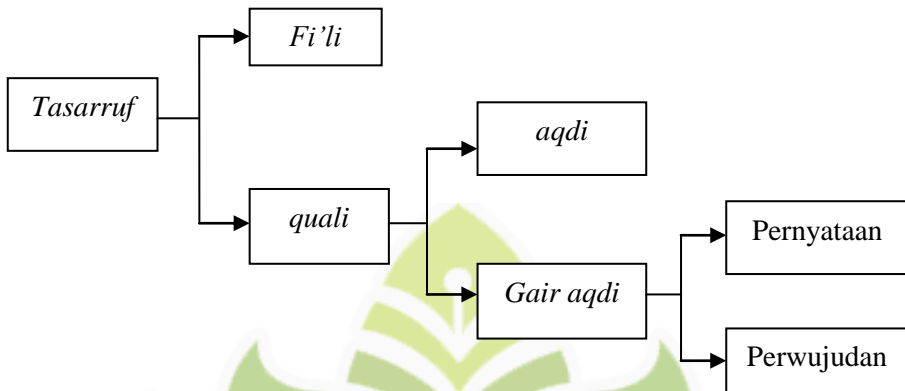 Fi’li
Tasarruf
aqdi
quali
Pernyataan
Gair aqdi
Perwujudan